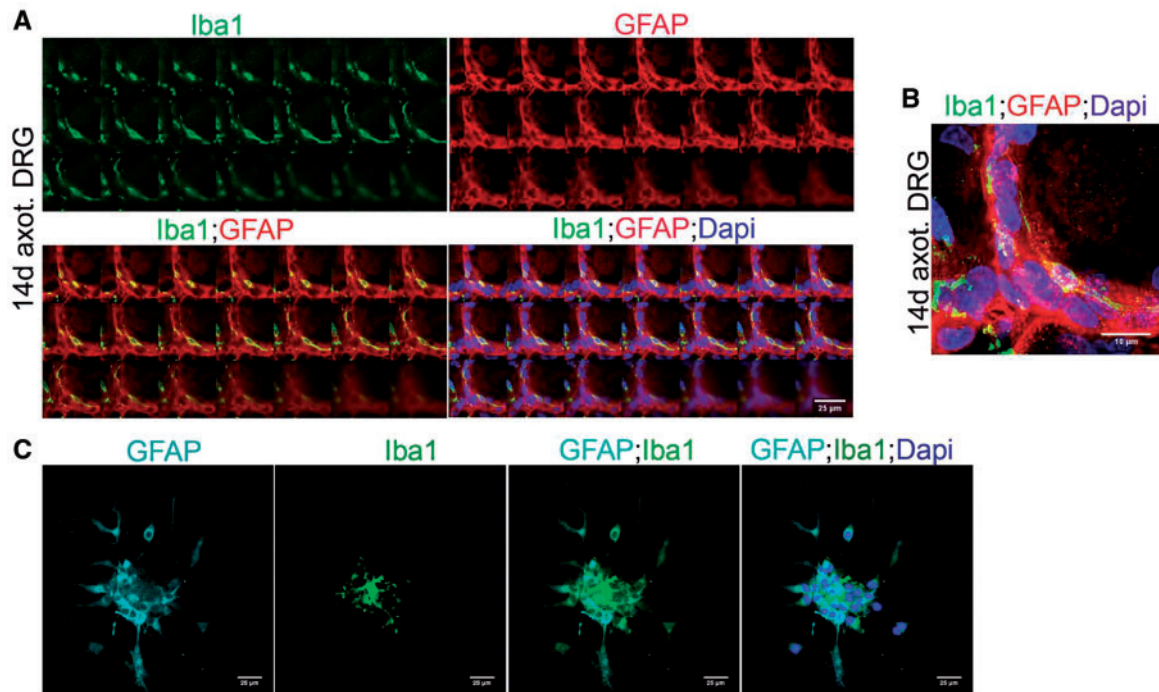 A
Iba1
GFAP
14d axot. DRG
Iba1;GFAP
Iba1;GFAP;Dapi
25 µm
B
Iba1;GFAP;Dapi
14d axot. DRG
10 µm
C
GFAP
Iba1
GFAP;Iba1
GFAP;Iba1;Dapi
25 µm
25 µm
25 µm
25 µm